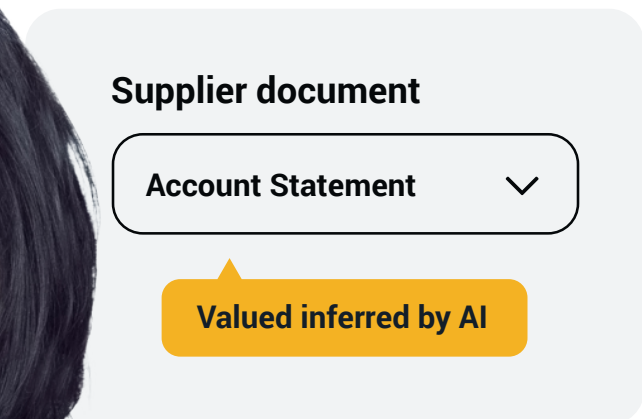 Supplier document
Account Statement
Valued inferred by AI